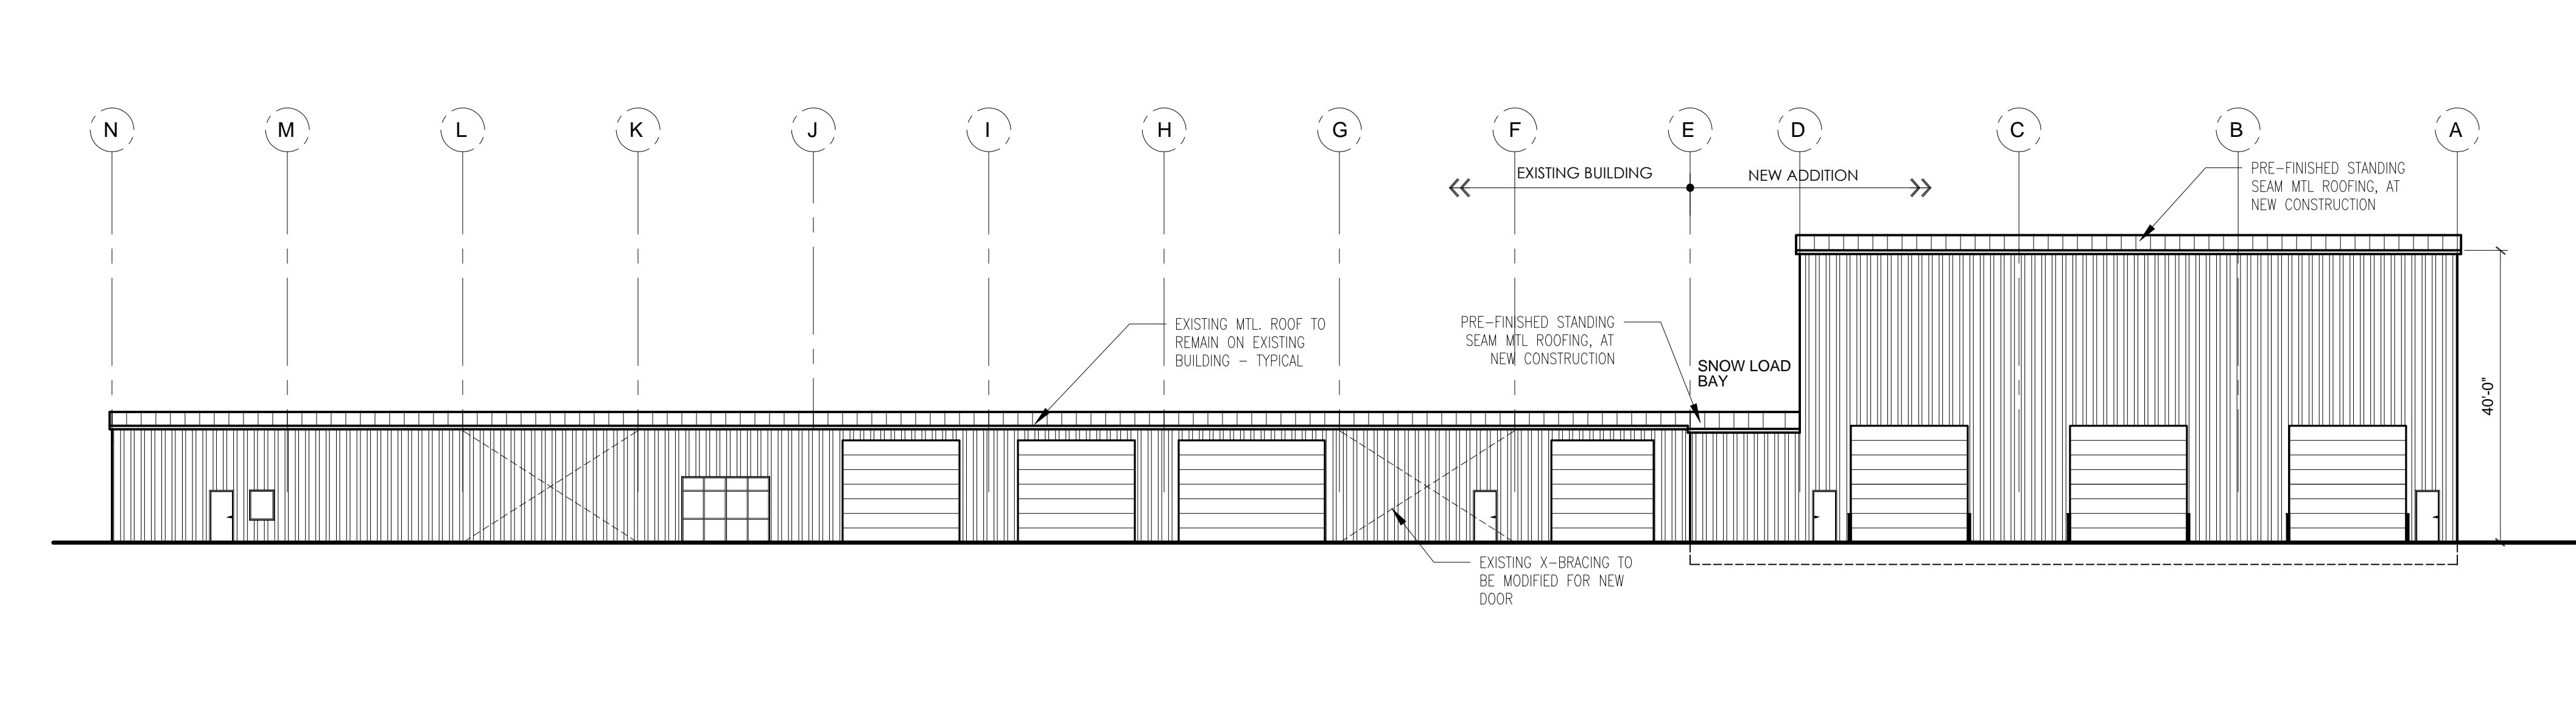 N M L K J I H G F E D C B A
EXISTING BUILDING
NEW ADDITION
PRE-FINISHED STANDING
SEAM MTL ROOFING, AT
NEW CONSTRUCTION
EXISTING MTL. ROOF TO
REMAIN ON EXISTING
BUILDING - TYPICAL
PRE-FINISHED STANDING
SEAM MTL ROOFING, AT
NEW CONSTRUCTION
SNOW LOAD
BAY
40'-0"
EXISTING X-BRACING TO
BE MODIFIED FOR NEW
DOOR